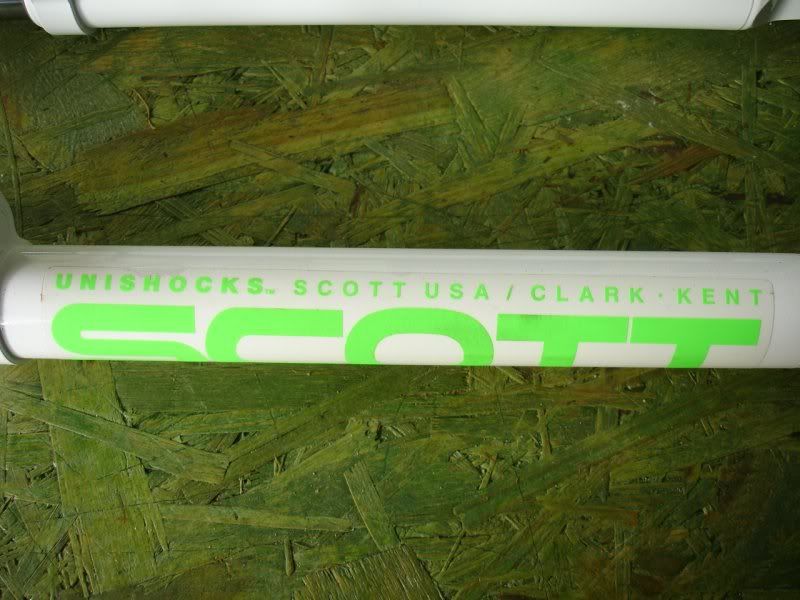 UNISHOCKS™ SCOTT USA / CLARK · KENT
SCOTT